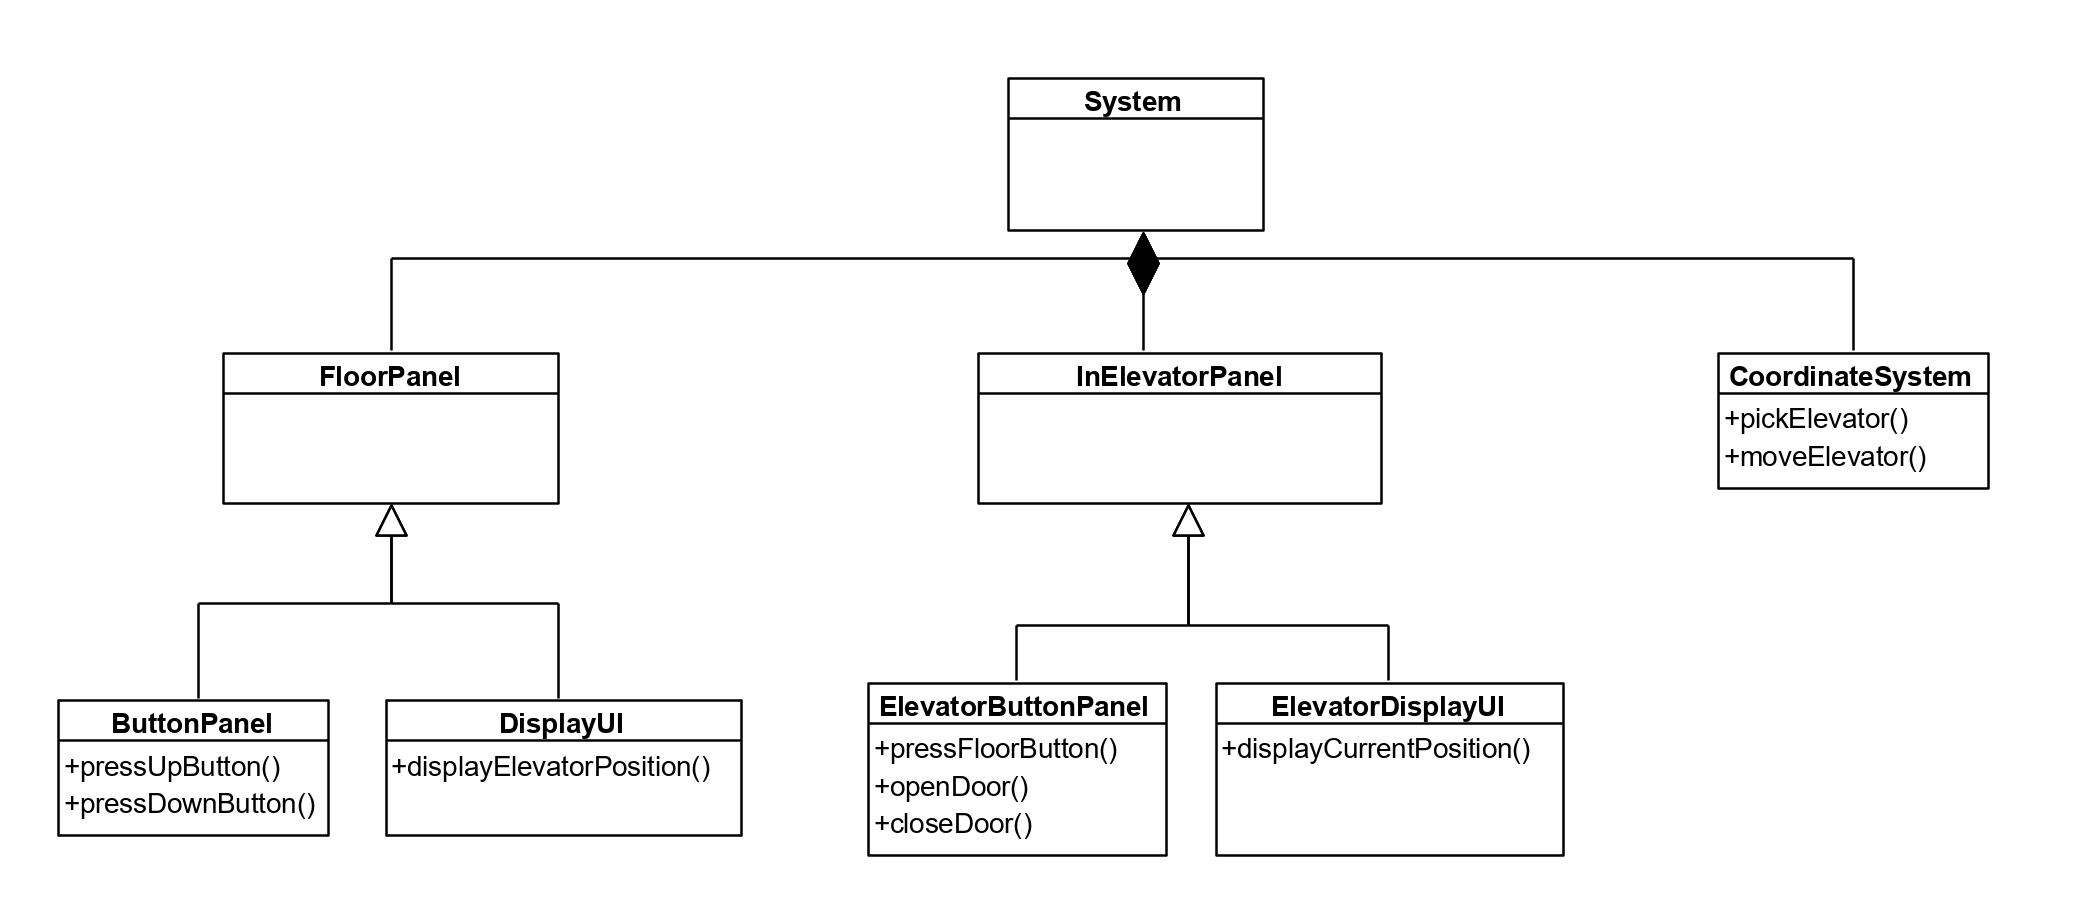 System
FloorPanel
InElevatorPanel
CoordinateSystem
+pickElevator()
+moveElevator()
ButtonPanel
+pressUpButton()
+pressDownButton()
DisplayUI
+displayElevatorPosition()
ElevatorButtonPanel
+pressFloorButton()
+openDoor()
+closeDoor()
ElevatorDisplayUI
+displayCurrentPosition()